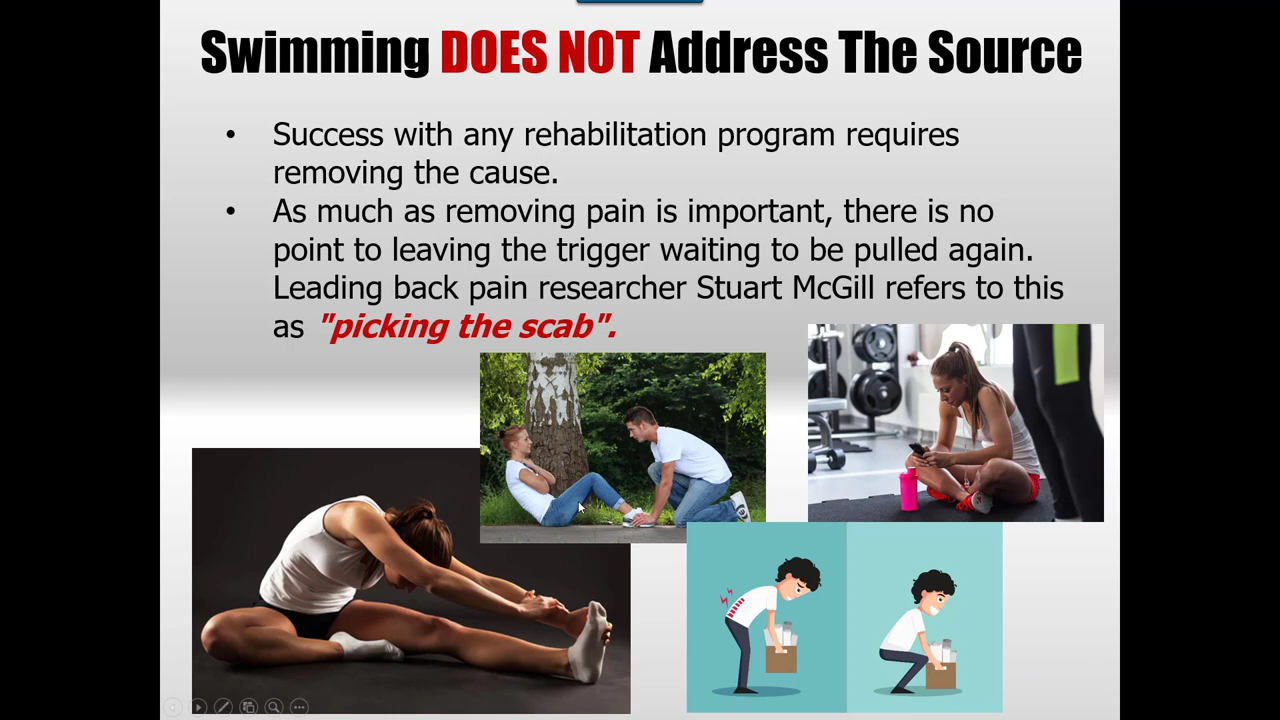 Swimming DOES NOT Address The Source
• Success with any rehabilitation program requires
removing the cause.
• As much as removing pain is important, there is no
point to leaving the trigger waiting to be pulled again.
Leading back pain researcher Stuart McGill refers to this
as "picking the scab".